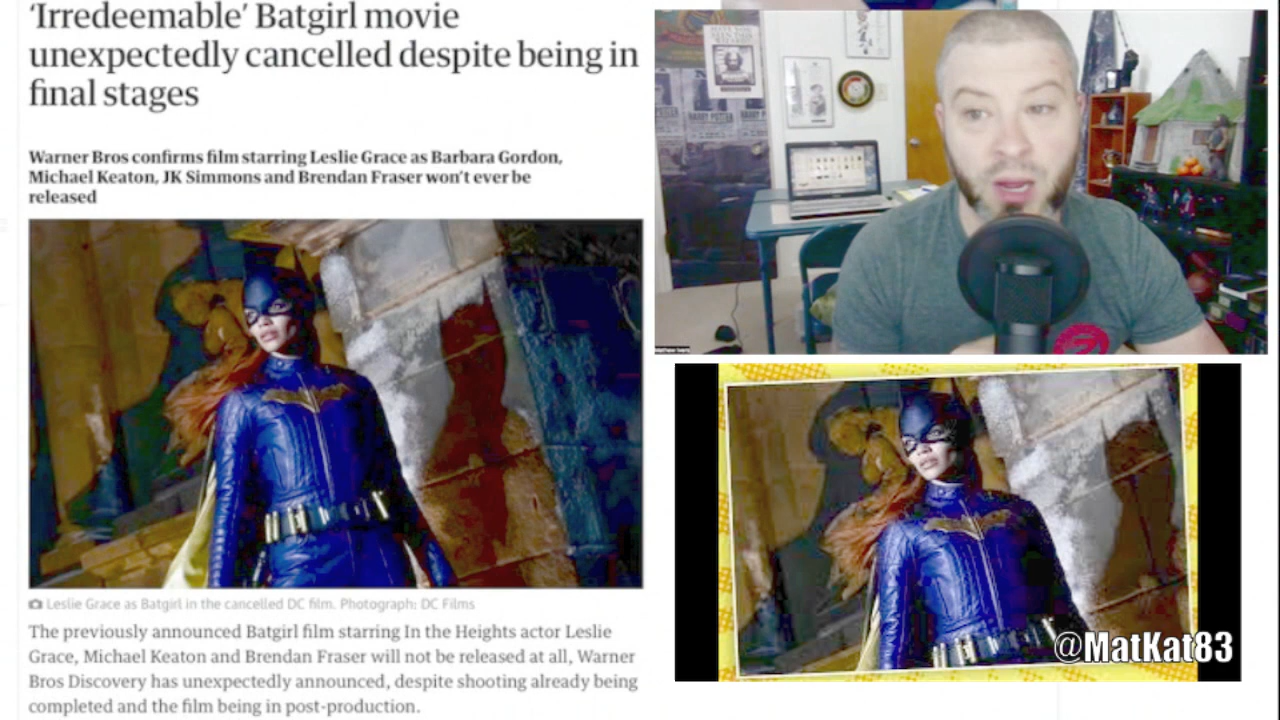 'Irredeemable' Batgirl movie
unexpectedly cancelled despite being in
final stages
Warner Bros confirms film starring Leslie Grace as Barbara Gordon,
Michael Keaton, JK Simmons and Brendan Fraser won't ever be
released
Leslie Grace as Batgirl in the cancelled DC film. Photograph: DC Films
The previously announced Batgirl film starring In the Heights actor Leslie
Grace, Michael Keaton and Brendan Fraser will not be released at all, Warner
Bros Discovery has unexpectedly announced, despite shooting already being
completed and the film being in post-production.
HARRY POTTER
@MatKat83